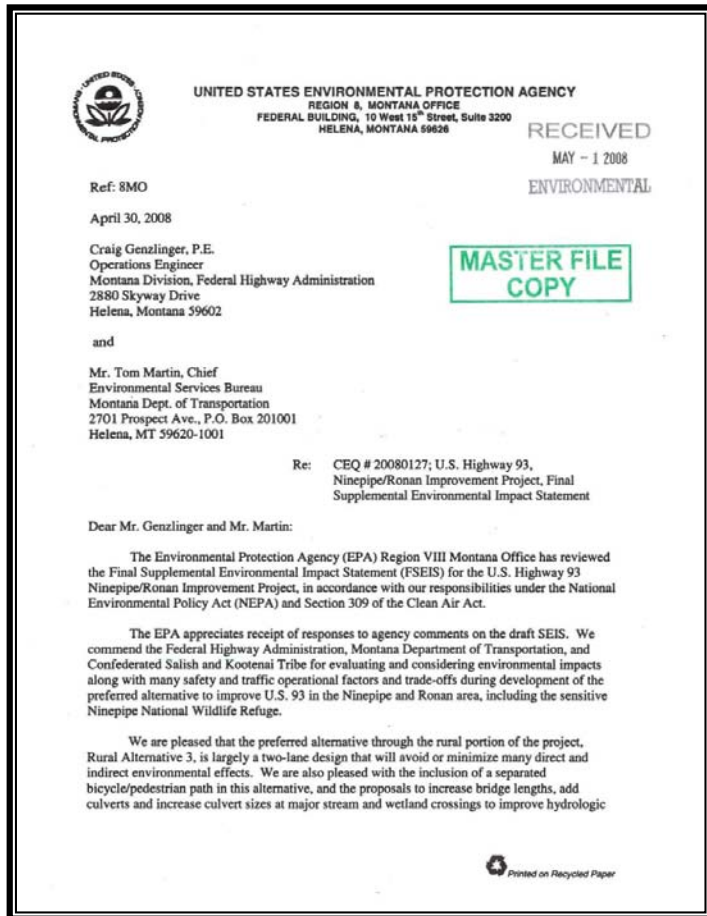 UNITED STATES ENVIRONMENTAL PROTECTION AGENCY
REGION 8, MONTANA OFFICE
FEDERAL BUILDING, 10 West 15th Street, Suite 3200
HELENA, MONTANA 59626
RECEIVED
MAY - 1 2008
ENVIRONMENTAL
Ref: 8MO
April 30, 2008
MASTER FILE
COPY
Craig Genzlinger, P.E.
Operations Engineer
Montana Division, Federal Highway Administration
2880 Skyway Drive
Helena, Montana 59602
and
Mr. Tom Martin, Chief
Environmental Services Bureau
Montana Dept. of Transportation
2701 Prospect Ave., P.O. Box 201001
Helena, MT 59620-1001
Re: CEQ # 20080127; U.S. Highway 93,
Ninepipe/Ronan Improvement Project, Final
Supplemental Environmental Impact Statement
Dear Mr. Genzlinger and Mr. Martin:
The Environmental Protection Agency (EPA) Region VIII Montana Office has reviewed
the Final Supplemental Environmental Impact Statement (FSEIS) for the U.S. Highway 93
Ninepipe/Ronan Improvement Project, in accordance with our responsibilities under the National
Environmental Policy Act (NEPA) and Section 309 of the Clean Air Act.
The EPA appreciates receipt of responses to agency comments on the draft SEIS. We
commend the Federal Highway Administration, Montana Department of Transportation, and
Confederated Salish and Kootenai Tribe for evaluating and considering environmental impacts
along with many safety and traffic operational factors and trade-offs during development of the
preferred alternative to improve U.S. 93 in the Ninepipe and Ronan area, including the sensitive
Ninepipe National Wildlife Refuge.
We are pleased that the preferred alternative through the rural portion of the project,
Rural Alternative 3, is largely a two-lane design that will avoid or minimize many direct and
indirect environmental effects. We are also pleased with the inclusion of a separated
bicycle/pedestrian path in this alternative, and the proposals to increase bridge lengths, add
culverts and increase culvert sizes at major stream and wetland crossings to improve hydrologic
Printed on Recycled Paper